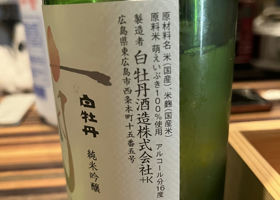 原材料名 米(国産)、米麹(国産米)
原料米 萌えいぶき100%使用
アルコール分16度
製造者 白牡丹酒造株式会社+K
広島県東広島市西条本町十五番五号
白牡丹
純米吟醸